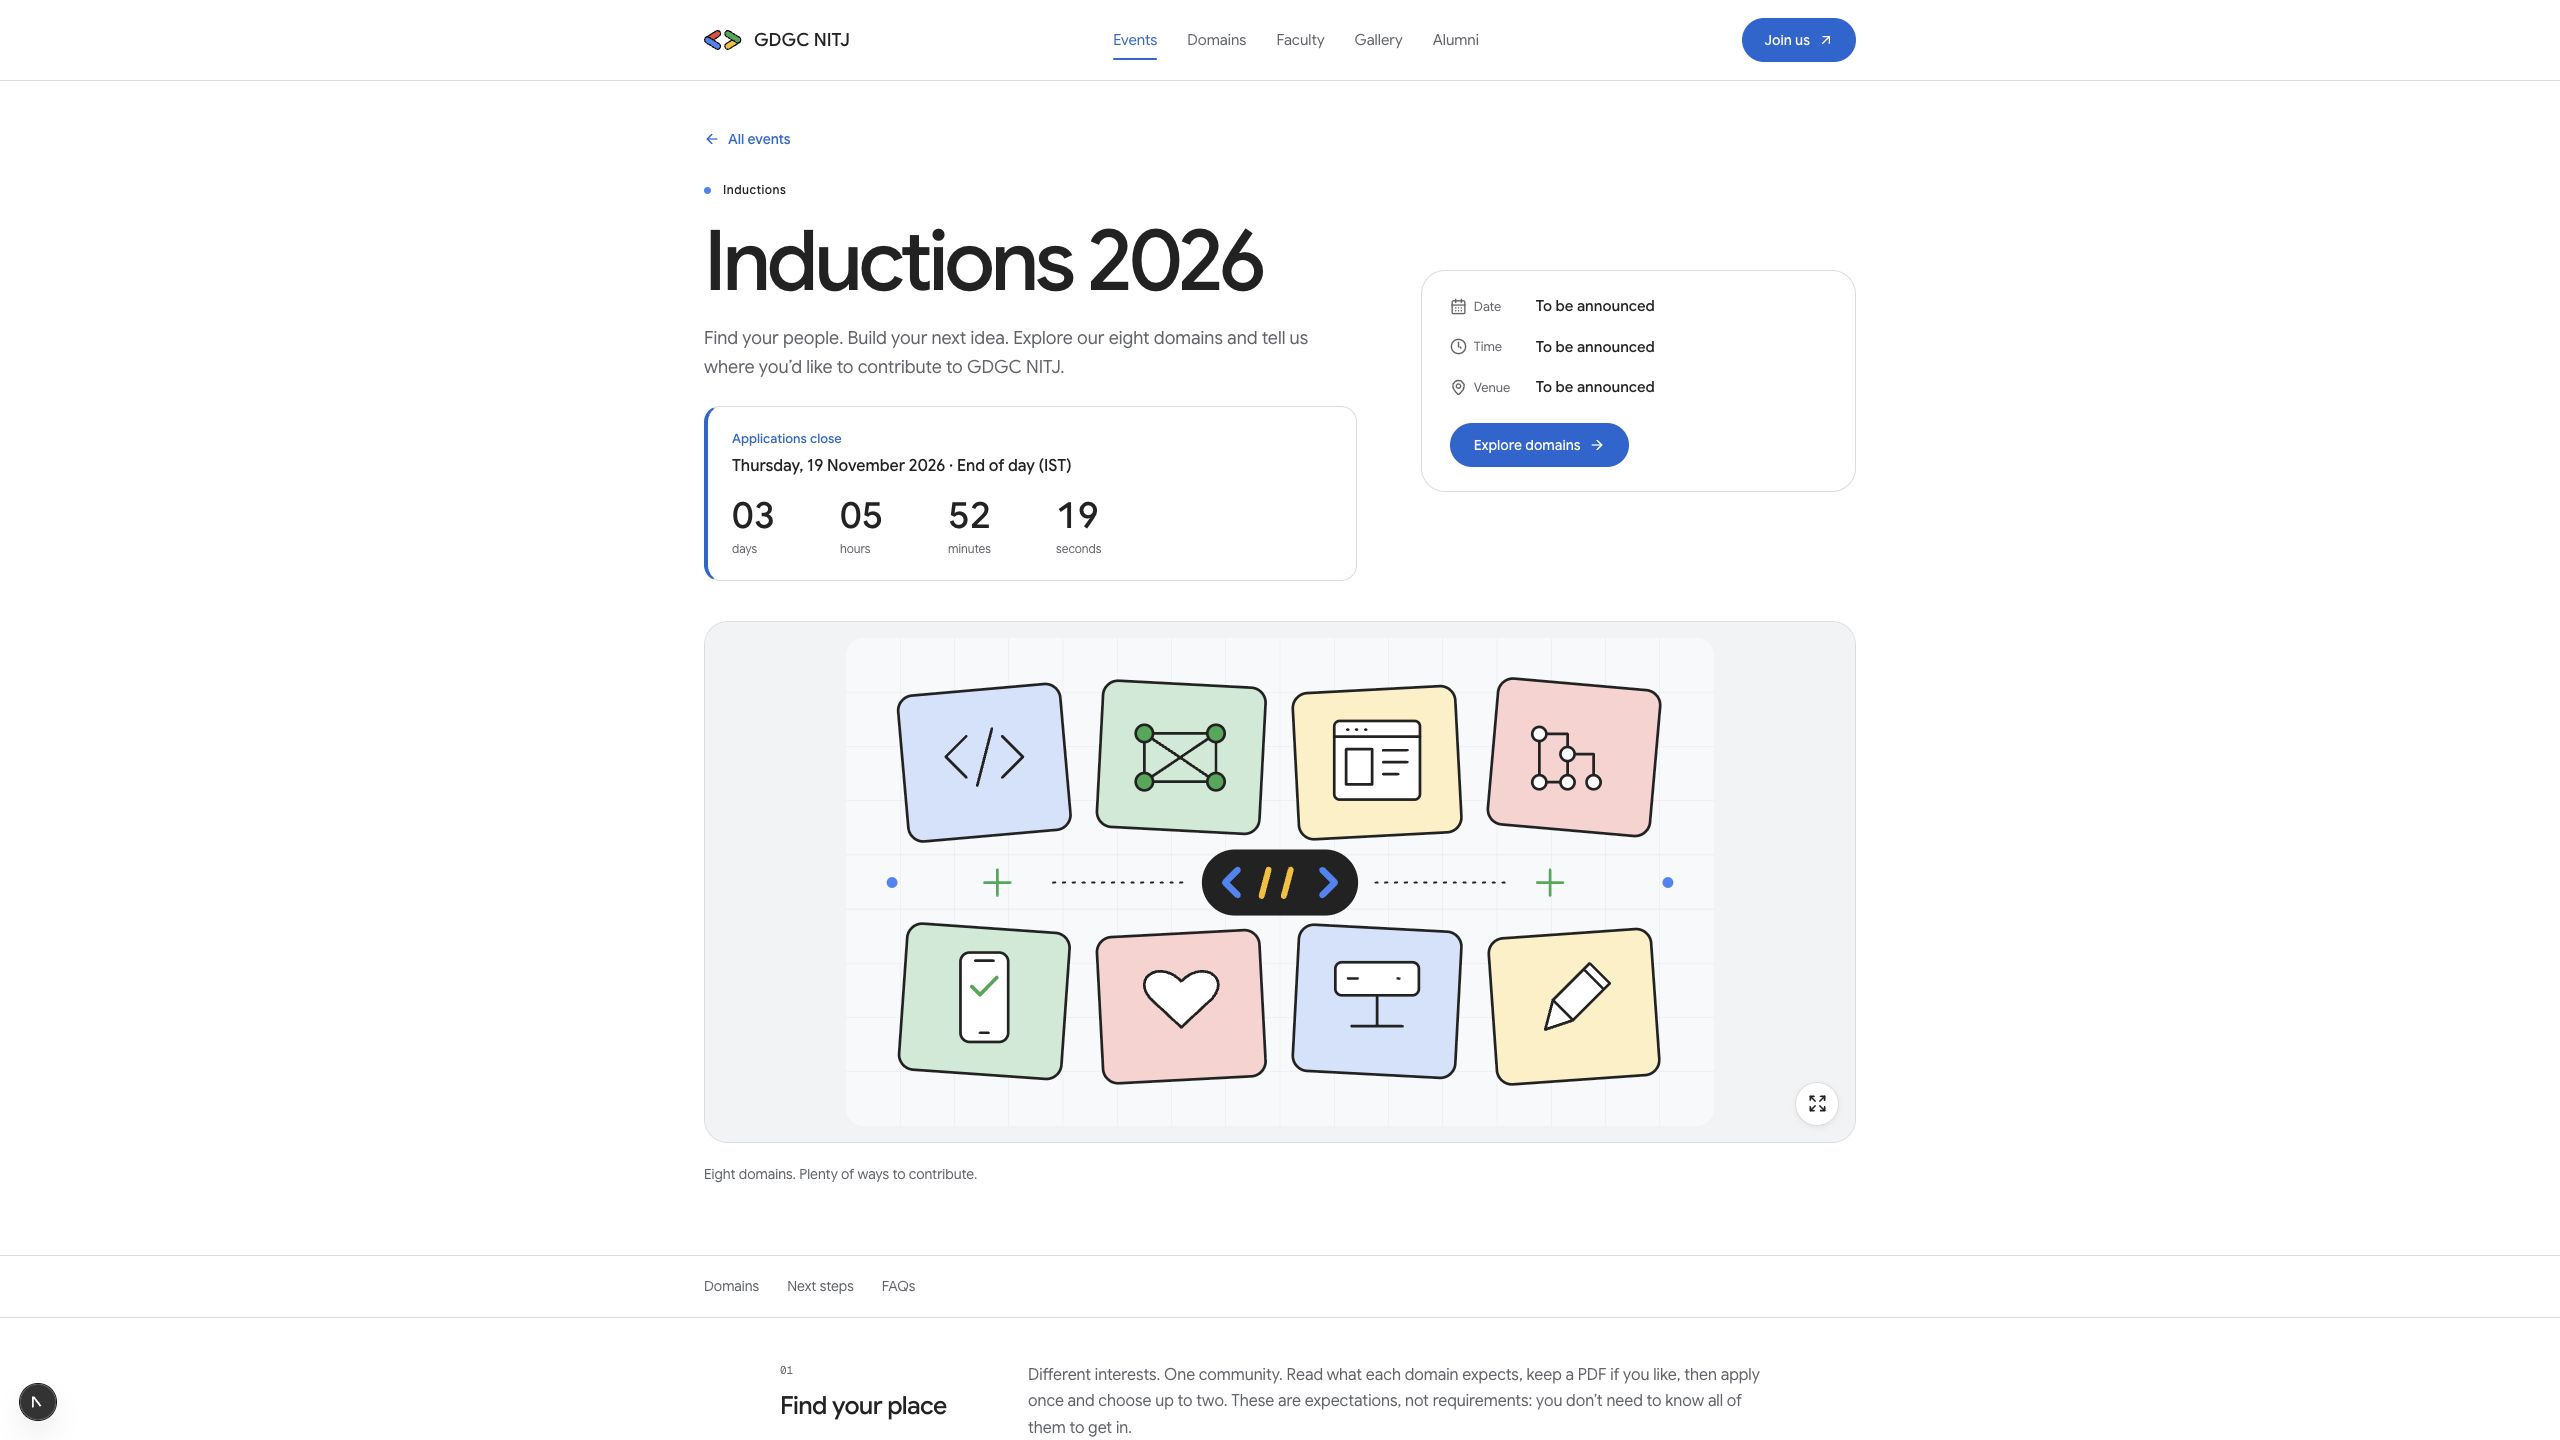 GDGC NITJ
Events Domains Faculty Gallery Alumni
Join us
All events
Inductions
Inductions 2026
Find your people. Build your next idea. Explore our eight domains and tell us
where you’d like to contribute to GDGC NITJ.
Applications close
Thursday, 19 November 2026 · End of day (IST)
03 05 52 19
days hours minutes seconds
Date To be announced
Time To be announced
Venue To be announced
Explore domains
Eight domains. Plenty of ways to contribute.
Domains Next steps FAQs
01
Find your place
Different interests. One community. Read what each domain expects, keep a PDF if you like, then apply
once and choose up to two. These are expectations, not requirements: you don’t need to know all of
them to get in.